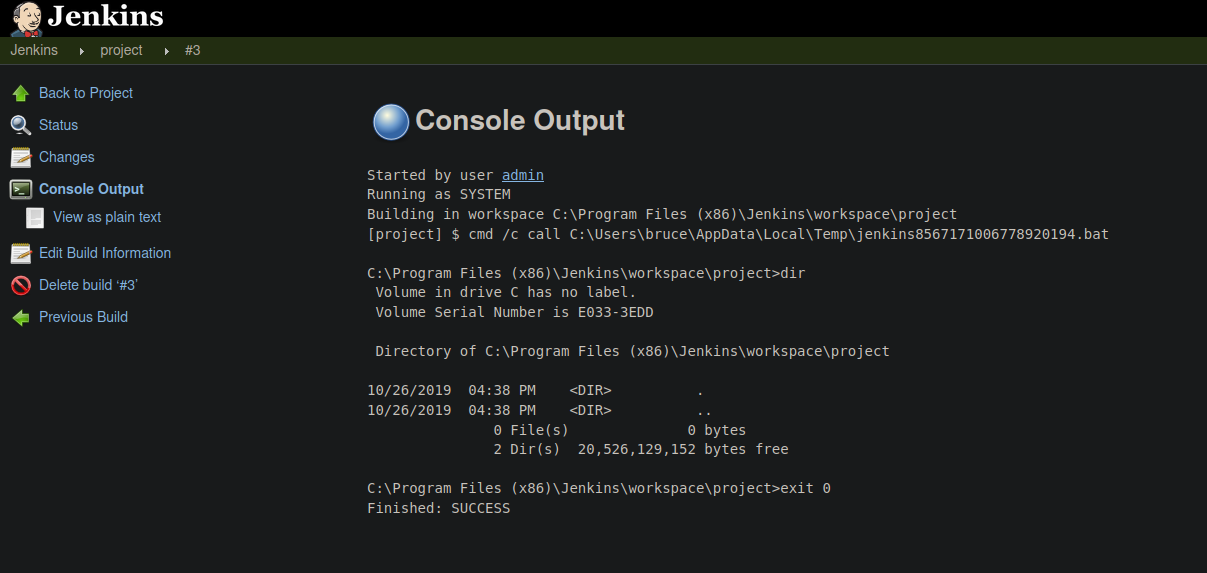 Jenkins
Jenkins project #3
Back to Project
Status
Changes
Console Output
View as plain text
Edit Build Information
Delete build ‘#3’
Previous Build
Console Output
Started by user admin
Running as SYSTEM
Building in workspace C:\Program Files (x86)\Jenkins\workspace\project
[project] $ cmd /c call C:\Users\bruce\AppData\Local\Temp\jenkins8567171006778920194.bat
C:\Program Files (x86)\Jenkins\workspace\project>dir
Volume in drive C has no label.
Volume Serial Number is E033-3EDD
Directory of C:\Program Files (x86)\Jenkins\workspace\project
10/26/2019  04:38 PM    <DIR>          .
10/26/2019  04:38 PM    <DIR>          ..
0 File(s)              0 bytes
2 Dir(s)  20,526,129,152 bytes free
C:\Program Files (x86)\Jenkins\workspace\project>exit 0
Finished: SUCCESS